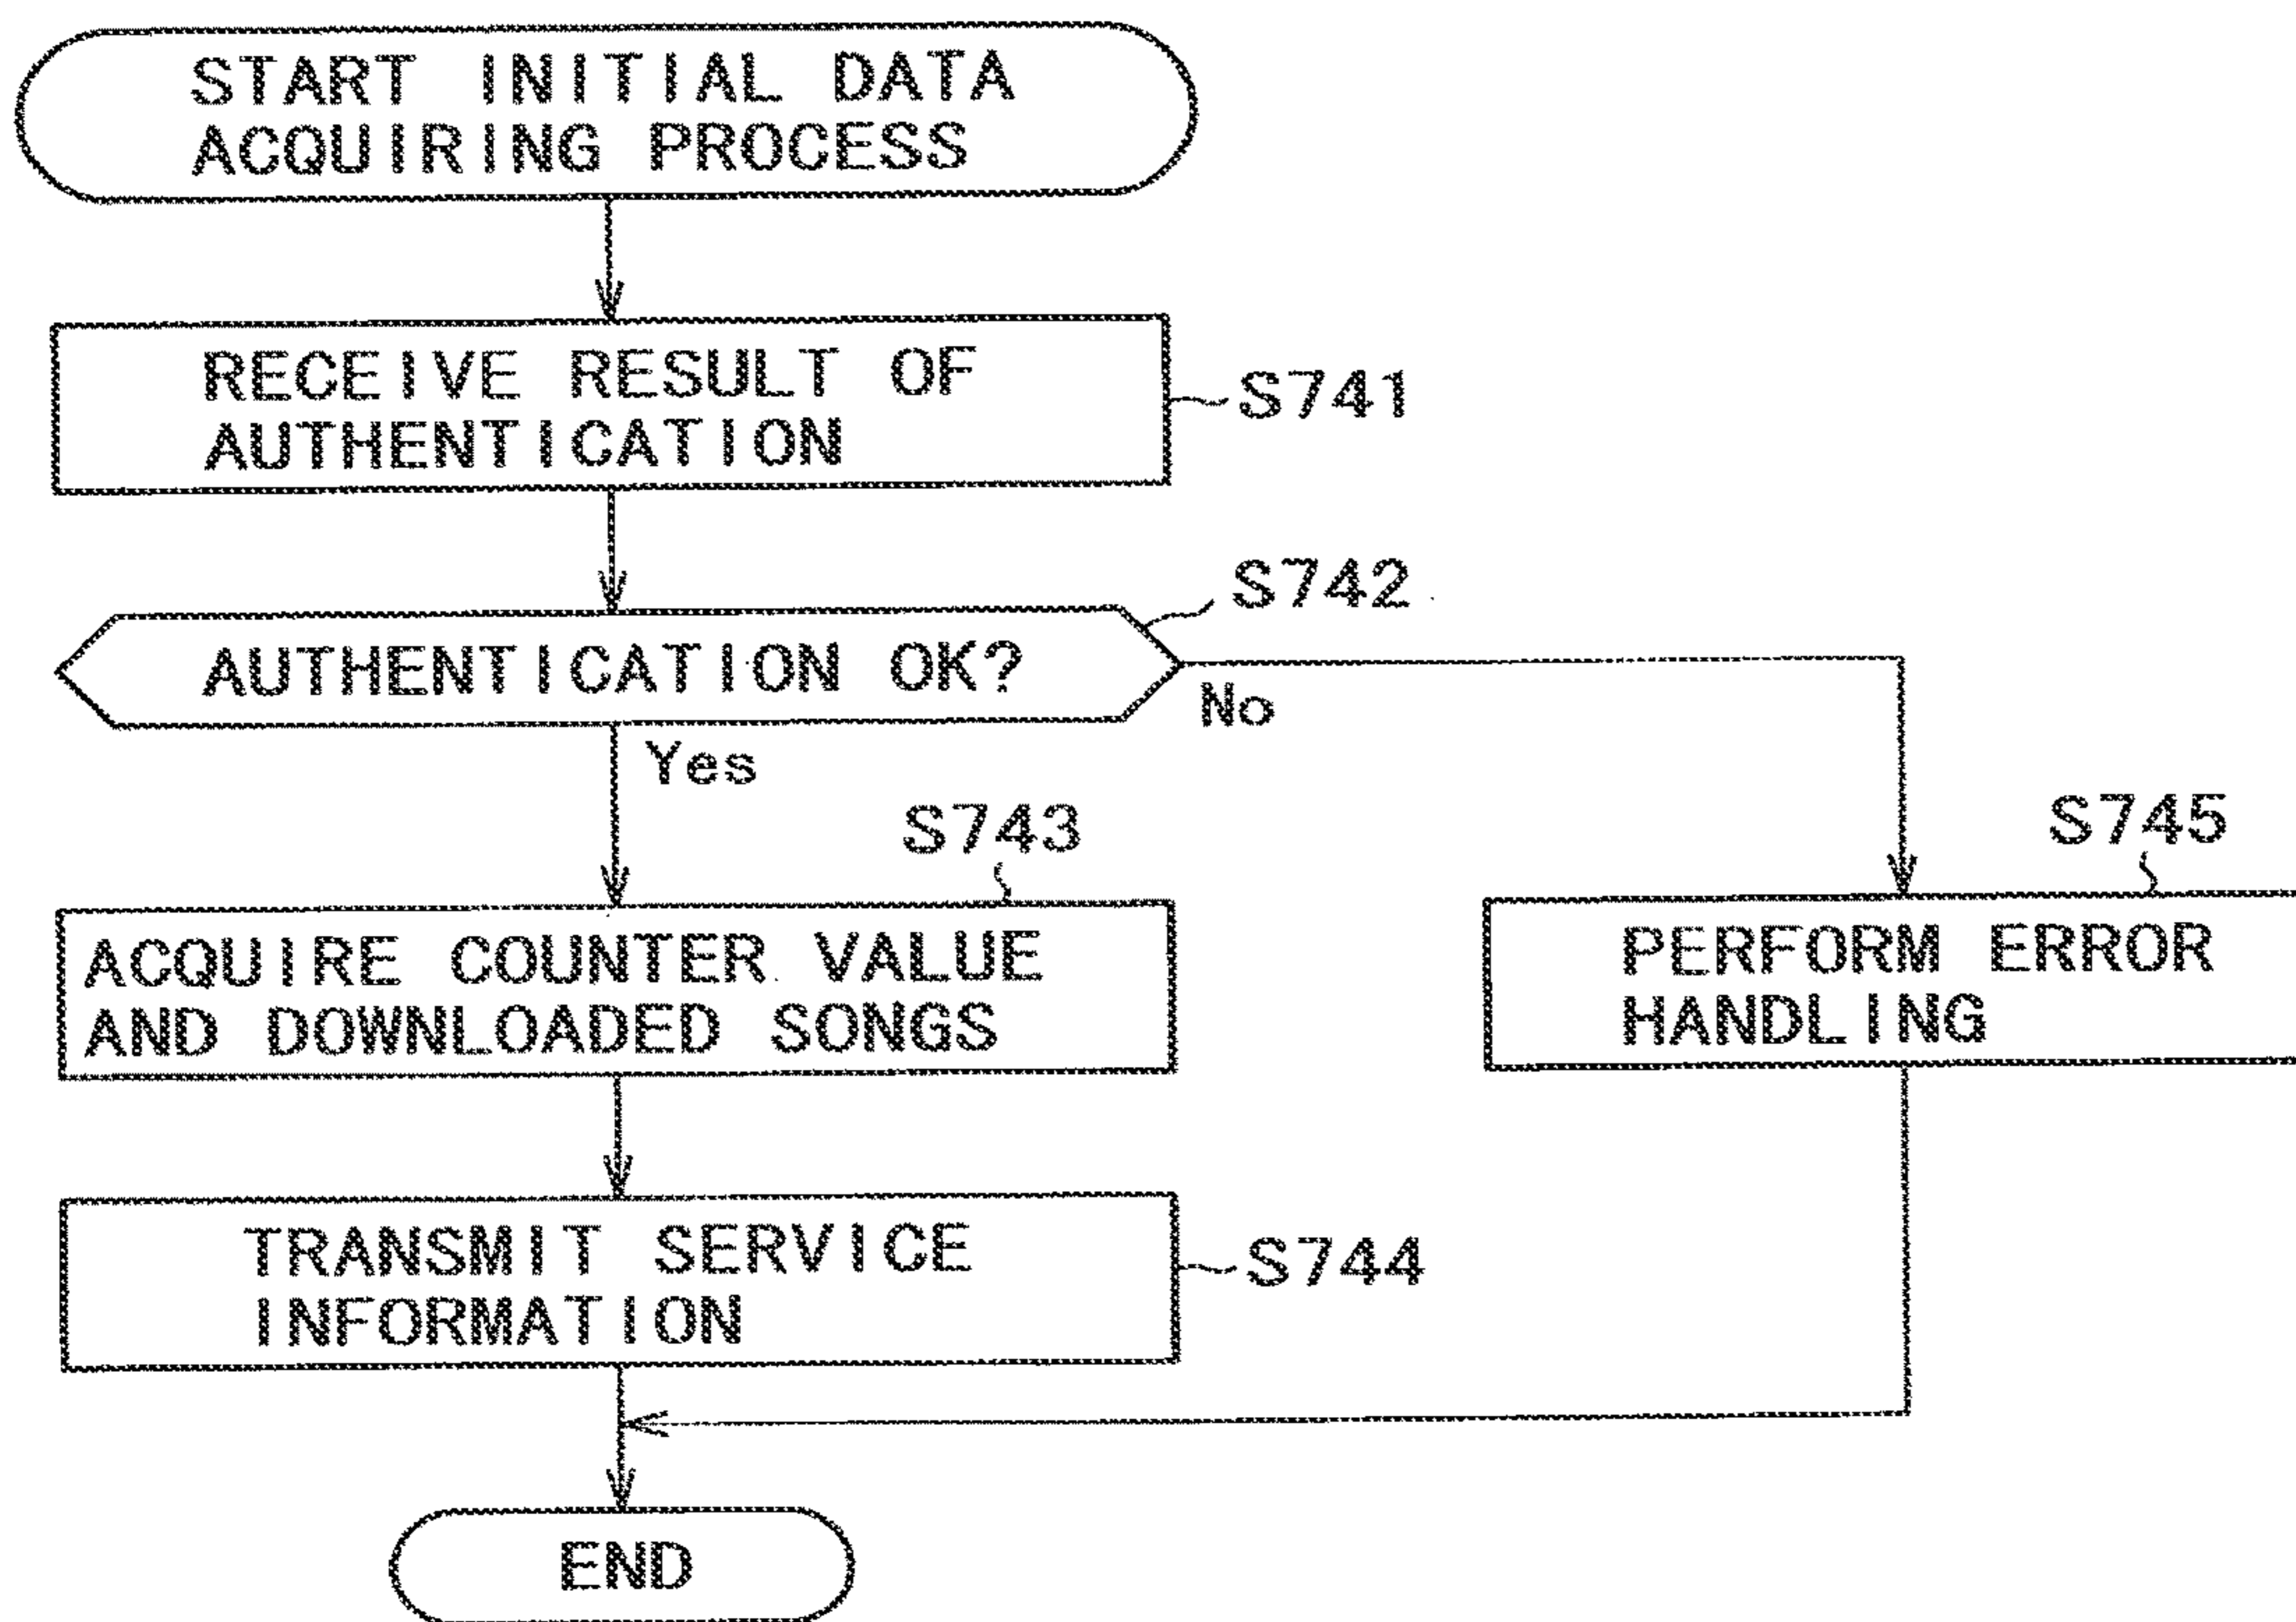 START INITIAL DATA
ACQUIRING PROCESS
RECEIVE RESULT OF
AUTHENTICATION
S741
S742
AUTHENTICATION OK?
No
Yes
S743
S745
ACQUIRE COUNTER VALUE
AND DOWNLOADED SONGS
PERFORM ERROR
HANDLING
TRANSMIT SERVICE
INFORMATION
S744
END